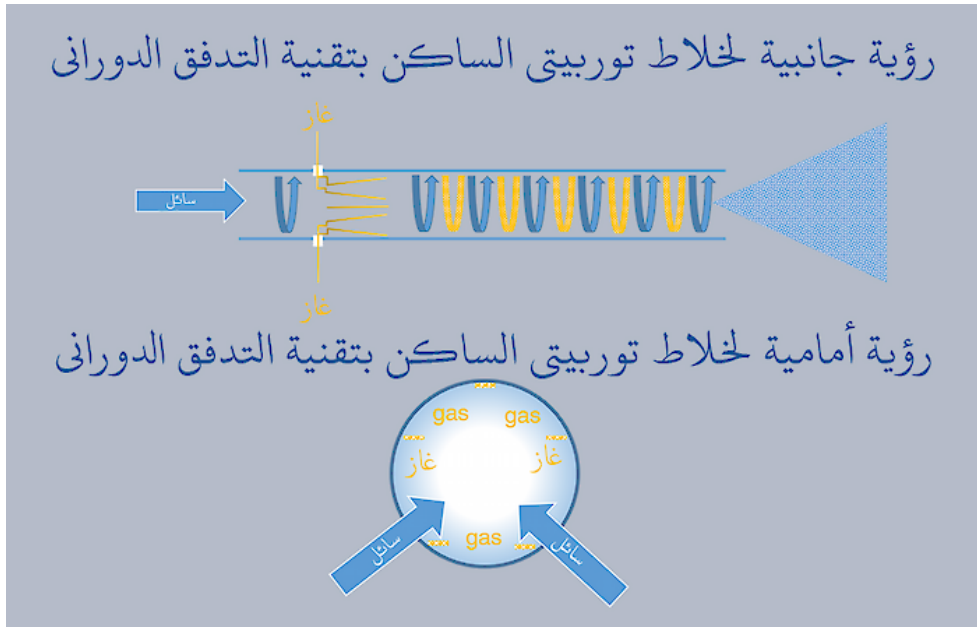 رؤية جانبية لخلاط توربيتى الساكن بتقنية التدفق الدورانى
غاز
سائل
غاز
رؤية أمامية لخلاط توربيتى الساكن بتقنية التدفق الدورانى
gas gas
غاز غاز
سائل gas سائل